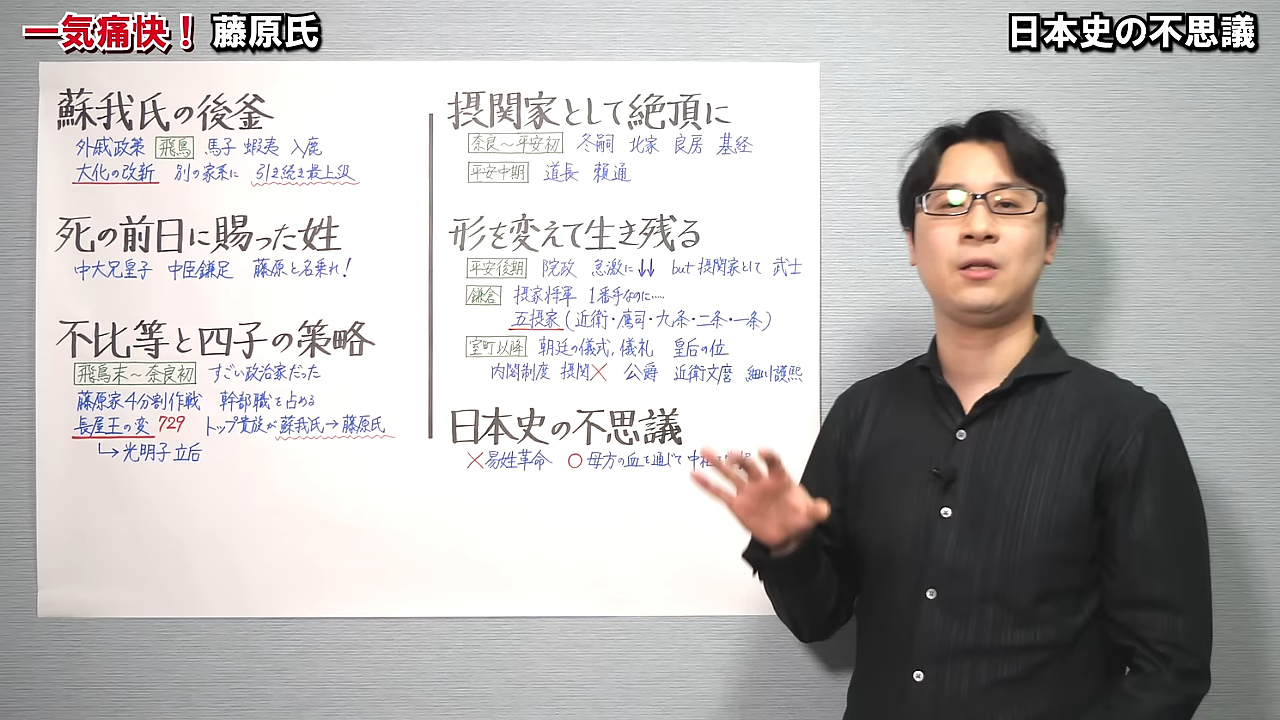 一気痛快！ 藤原氏
日本史の不思議
蘇我氏の後釜
外戚政策 飛鳥 馬子 蝦夷 入鹿
大化の改新 別の家系に 引き続き最上級
死の前日に賜った姓
中大兄皇子 中臣鎌足 藤原と名乗れ！
不比等と四子の策略
飛鳥末～奈良初 すごい政治家だった
藤原家4分割作戦 幹部職を占める
長屋王の変 729 トップ貴族が蘇我氏→藤原氏
↳光明子立后
摂関家として絶頂に
奈良～平安初 冬嗣 北家 良房 基経
平安中期 道長 頼通
形を変えて生き残る
平安後期 院政 急激に↓↓ but摂関家として 武士
鎌倉 摂家将軍 1番手なのに……
五摂家(近衛・鷹司・九条・二条・一条)
室町以降 朝廷の儀式,儀礼 皇后の位
内閣制度 摂関× 公爵 近衛文麿 細川護熙
日本史の不思議
×易姓革命 ○母方の血を通じて